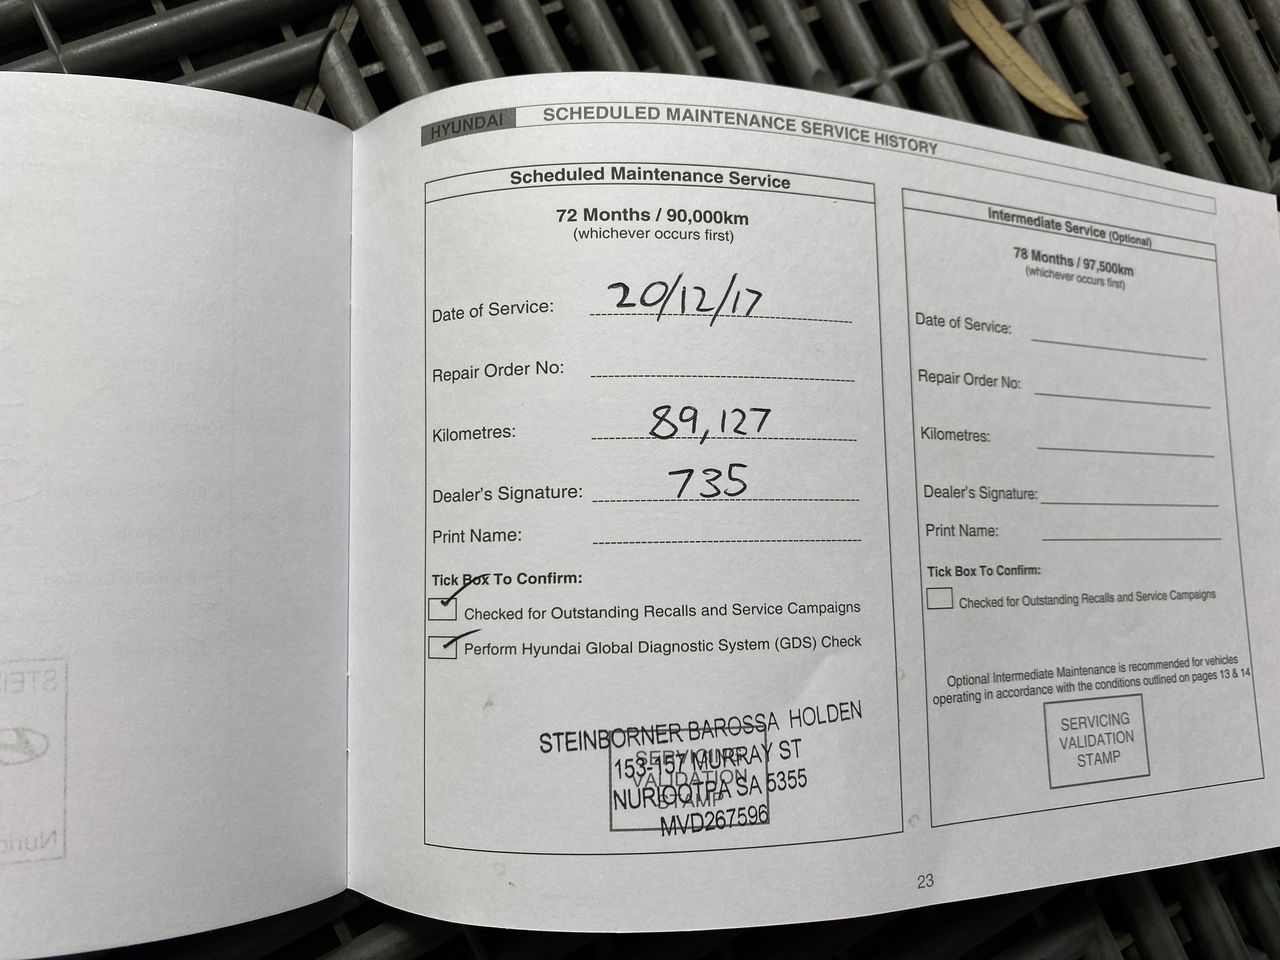 HYUNDAI SCHEDULED MAINTENANCE SERVICE HISTORY
Scheduled Maintenance Service
72 Months / 90,000km
(whichever occurs first)
Date of Service: 20/12/17
Repair Order No:
Kilometres: 89,127
Dealer's Signature: 735
Print Name:
Tick Box To Confirm:
Checked for Outstanding Recalls and Service Campaigns
Perform Hyundai Global Diagnostic System (GDS) Check
STEINBORNER BAROSSA HOLDEN
153-157 MURRAY ST
NURIOOTPA SA 5355
MVD267596
SERVICING
VALIDATION
STAMP
Intermediate Service (Optional)
78 Months / 97,500km
(whichever occurs first)
Date of Service:
Repair Order No:
Kilometres:
Dealer's Signature:
Print Name:
Tick Box To Confirm:
Checked for Outstanding Recalls and Service Campaigns
Optional Intermediate Maintenance is recommended for vehicles
operating in accordance with the conditions outlined on pages 13 & 14
SERVICING
VALIDATION
STAMP
23